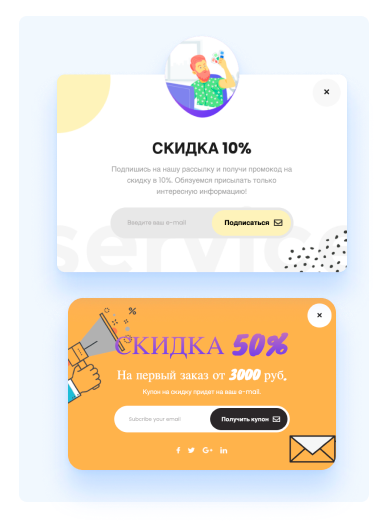 ×
СКИДКА 10%
Подпишись на нашу рассылку и получи промокод на
скидку в 10%. Обязуемся присылать только
интересную информацию!
Введите ваш e-mail
Подписаться
service
×
%
СКИДКА 50%
На первый заказ от 3000 руб.
Купон на скидку придет на ваш e-mail.
Subcribe your email
Получить купон
f G+ in